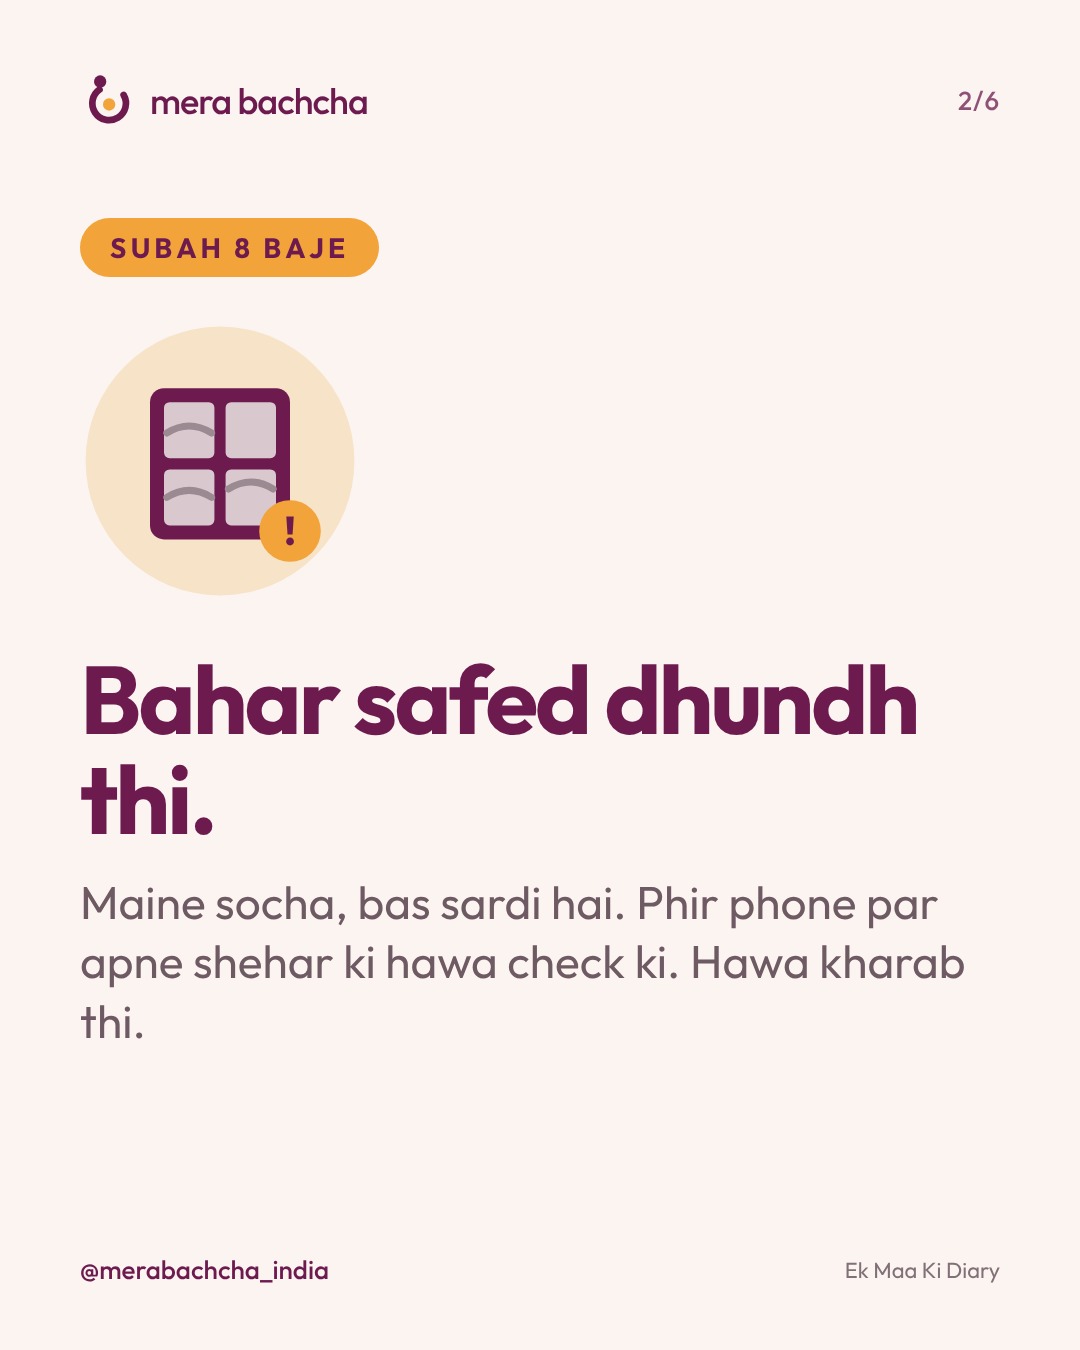 mera bachcha
2/6
SUBAH 8 BAJE
!
Bahar safed dhundh
thi.
Maine socha, bas sardi hai. Phir phone par
apne shehar ki hawa check ki. Hawa kharab
thi.
@merabachcha_india
Ek Maa Ki Diary